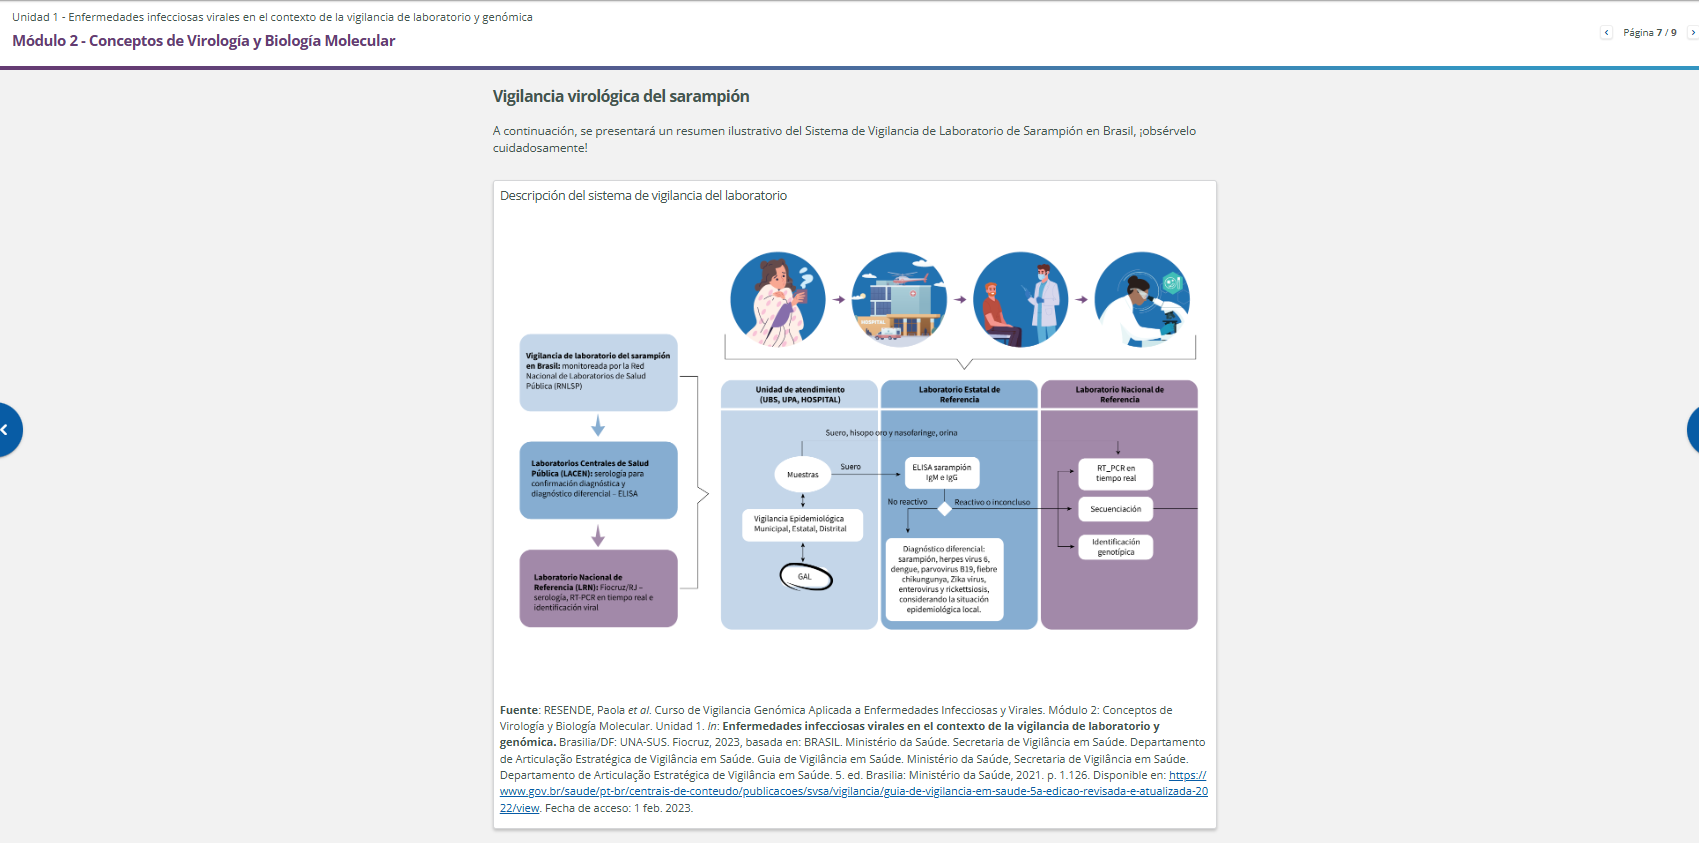 Unidad 1 - Enfermedades infecciosas virales en el contexto de la vigilancia de laboratorio y genómica
Módulo 2 - Conceptos de Virología y Biología Molecular
Página 7 / 9
Vigilancia virológica del sarampión
A continuación, se presentará un resumen ilustrativo del Sistema de Vigilancia de Laboratorio de Sarampión en Brasil, ¡obsérvelo
cuidadosamente!
Descripción del sistema de vigilancia del laboratorio
HOSPITAL
Vigilancia de laboratorio del sarampión
en Brasil: monitoreada por la Red
Nacional de Laboratorios de Salud
Pública (RNLSP)
Laboratorios Centrales de Salud
Pública (LACEN): serología para
confirmación diagnóstica y
diagnóstico diferencial - ELISA
Laboratorio Nacional de
Referencia (LRN): Fiocruz/RJ –
serología, RT-PCR en tiempo real e
identificación viral
Unidad de atendimiento
(UBS, UPA, HOSPITAL)
Laboratorio Estatal de
Referencia
Laboratorio Nacional de
Referencia
Suero, hisopo oro y nasofaringe, orina
Muestras
Suero
ELISA sarampión
IgM e IgG
RT_PCR en
tiempo real
No reactivo
Reactivo o inconcluso
Secuenciación
Vigilancia Epidemiológica
Municipal, Estatal, Distrital
Identificación
genotípica
GAL
Diagnóstico diferencial:
sarampión, herpes virus 6,
dengue, parvovirus B19, fiebre
chikungunya, Zika virus,
enterovirus y rickettsiosis,
considerando la situación
epidemiológica local.
Fuente: RESENDE, Paola et al. Curso de Vigilancia Genómica Aplicada a Enfermedades Infecciosas y Virales. Módulo 2: Conceptos de
Virología y Biología Molecular. Unidad 1. In: Enfermedades infecciosas virales en el contexto de la vigilancia de laboratorio y
genómica. Brasilia/DF: UNA-SUS. Fiocruz, 2023, basada en: BRASIL. Ministério da Saúde. Secretaria de Vigilância em Saúde. Departamento
de Articulação Estratégica de Vigilância em Saúde. Guia de Vigilância em Saúde. Ministério da Saúde, Secretaria de Vigilância em Saúde.
Departamento de Articulação Estratégica de Vigilância em Saúde. 5. ed. Brasilia: Ministério da Saúde, 2021. p. 1.126. Disponible en: https://
www.gov.br/saude/pt-br/centrais-de-conteudo/publicacoes/svsa/vigilancia/guia-de-vigilancia-em-saude-5a-edicao-revisada-e-atualizada-20
22/view. Fecha de acceso: 1 feb. 2023.